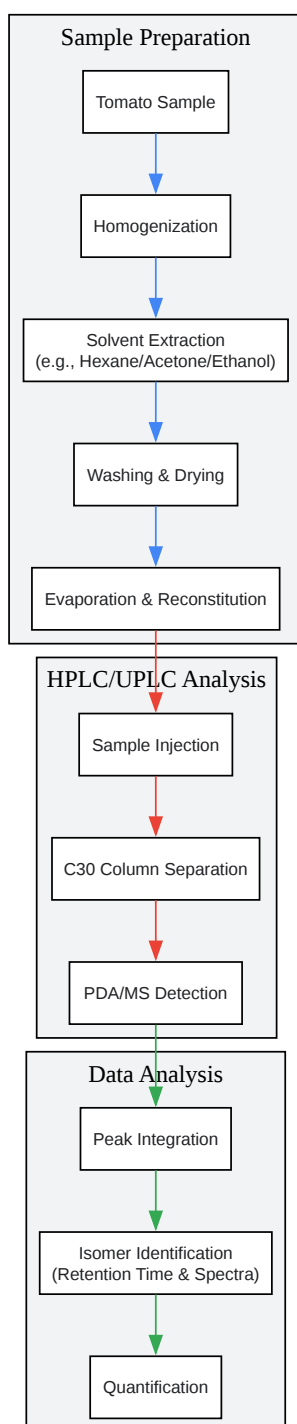 Sample Preparation
Tomato Sample
Homogenization
Solvent Extraction
(e.g., Hexane/Acetone/Ethanol)
Washing & Drying
Evaporation & Reconstitution
HPLC/UPLC Analysis
Sample Injection
C30 Column Separation
PDA/MS Detection
Data Analysis
Peak Integration
Isomer Identification
(Retention Time & Spectra)
Quantification